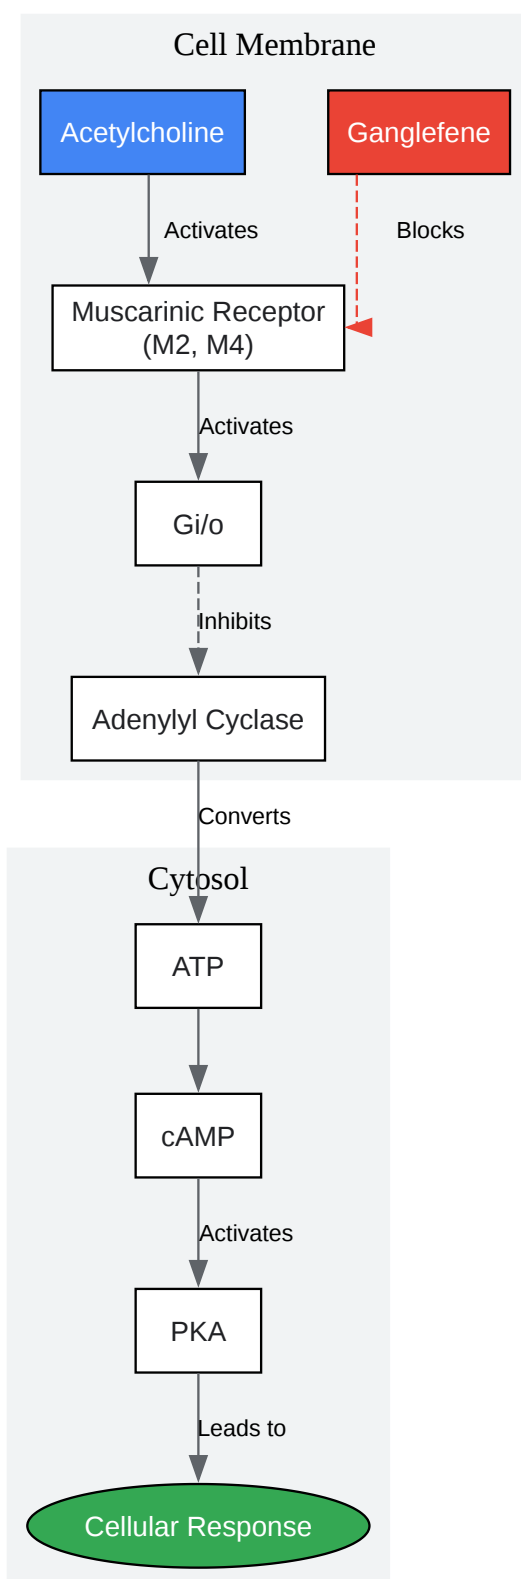 Cell Membrane
Acetylcholine
Ganglefene
Activates
Blocks
Muscarinic Receptor
(M2, M4)
Activates
Gi/o
Inhibits
Adenylyl Cyclase
Converts
Cytosol
ATP
cAMP
Activates
PKA
Leads to
Cellular Response